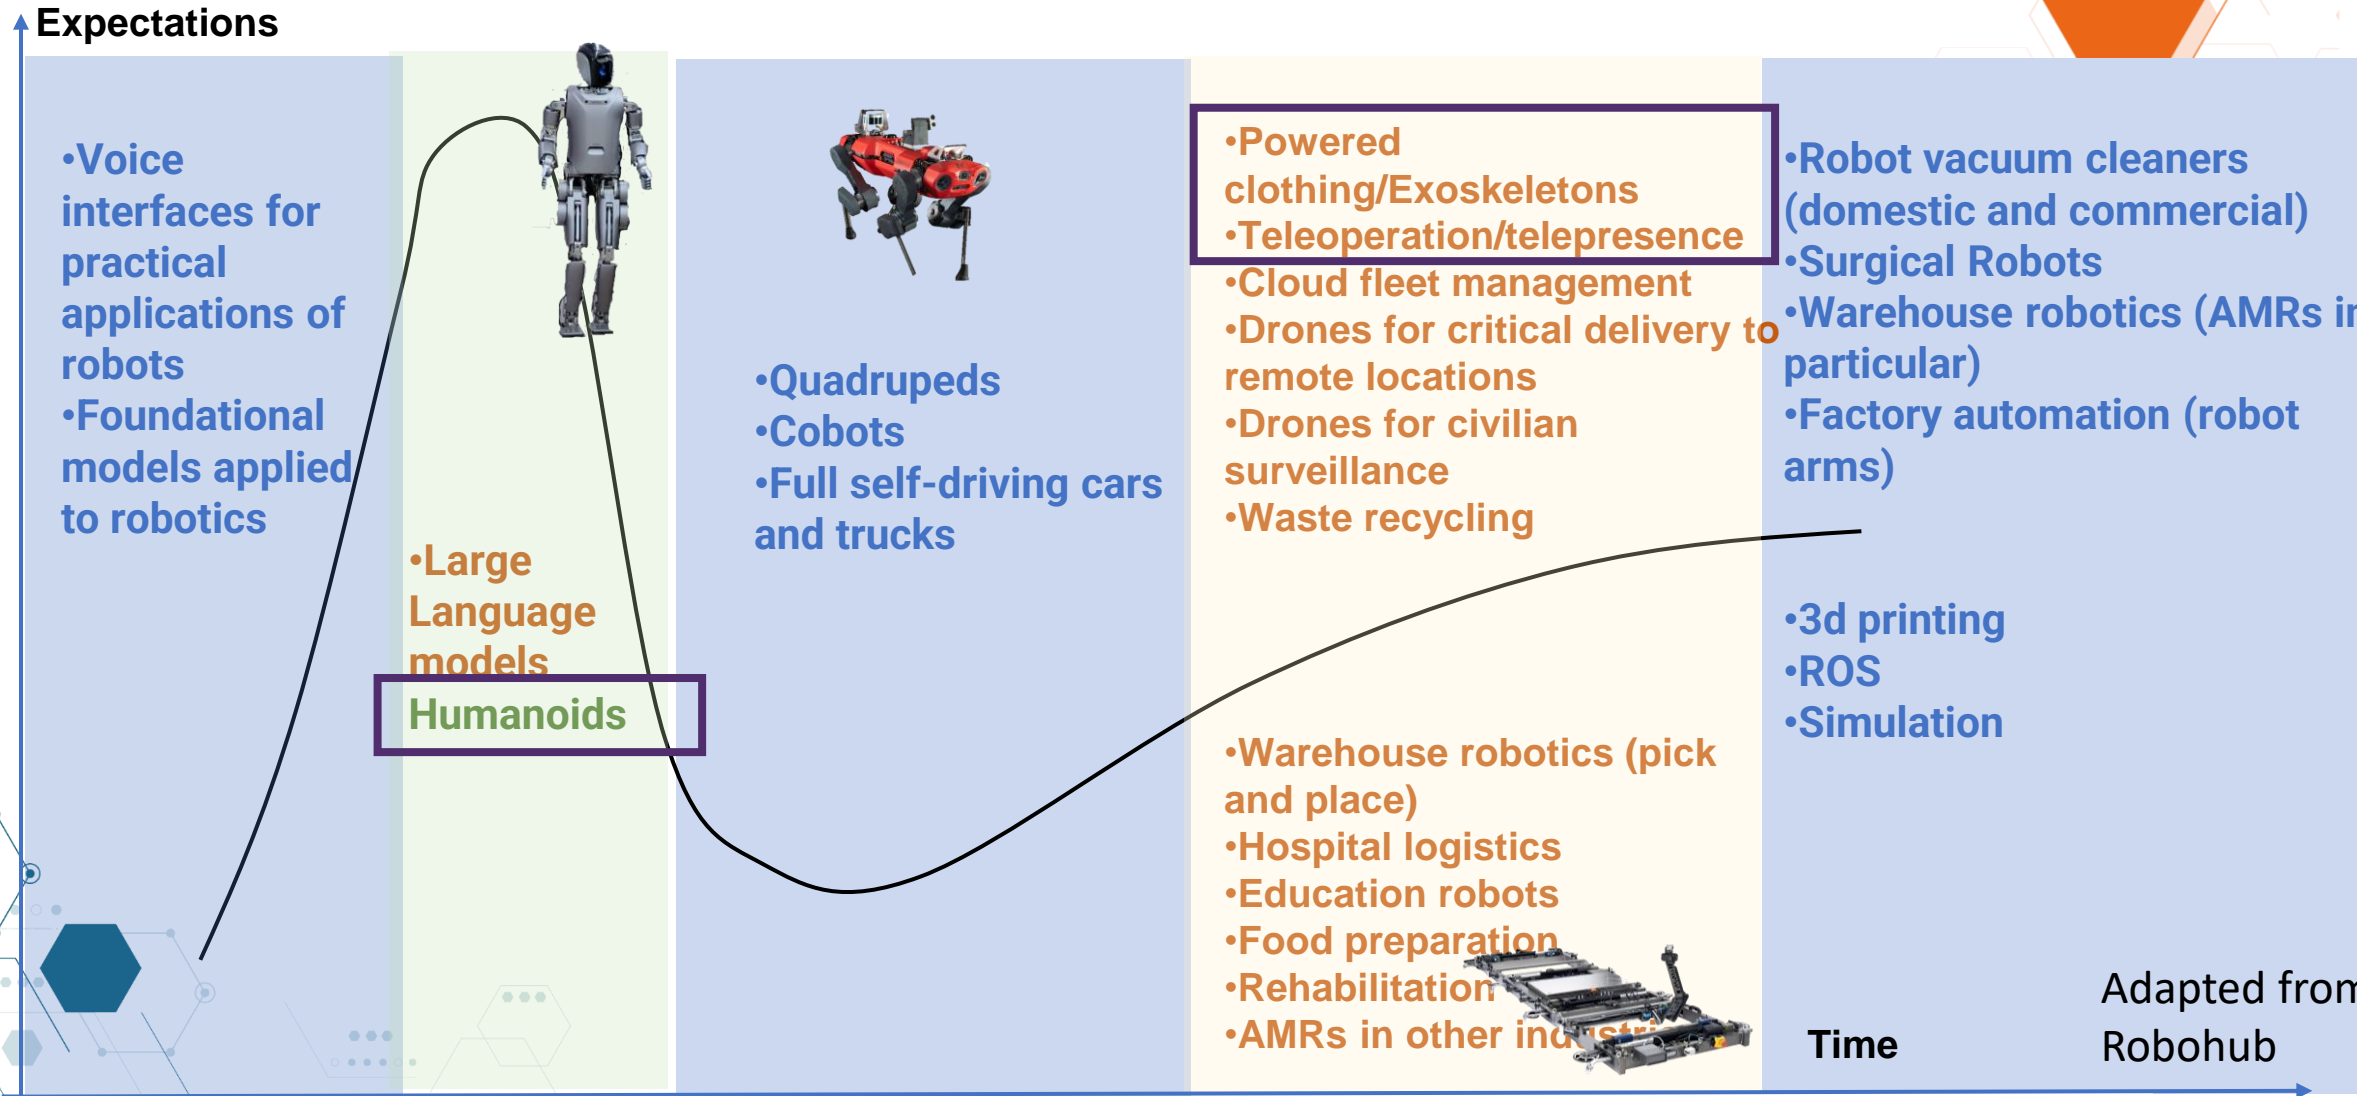 Expectations
•Voice
interfaces for
practical
applications of
robots
•Foundational
models applied
to robotics
•Large
Language
models
Humanoids
•Quadrupeds
•Cobots
•Full self-driving cars
and trucks
•Powered
clothing/Exoskeletons
•Teleoperation/telepresence
•Cloud fleet management
•Drones for critical delivery to
remote locations
•Drones for civilian
surveillance
•Waste recycling
•Warehouse robotics (pick
and place)
•Hospital logistics
•Education robots
•Food preparation
•Rehabilitation
•AMRs in other
•Robot vacuum cleaners
(domestic and commercial)
•Surgical Robots
•Warehouse robotics (AMRs in
particular)
•Factory automation (robot
arms)
•3d printing
•ROS
•Simulation
Time
Adapted from
Robohub